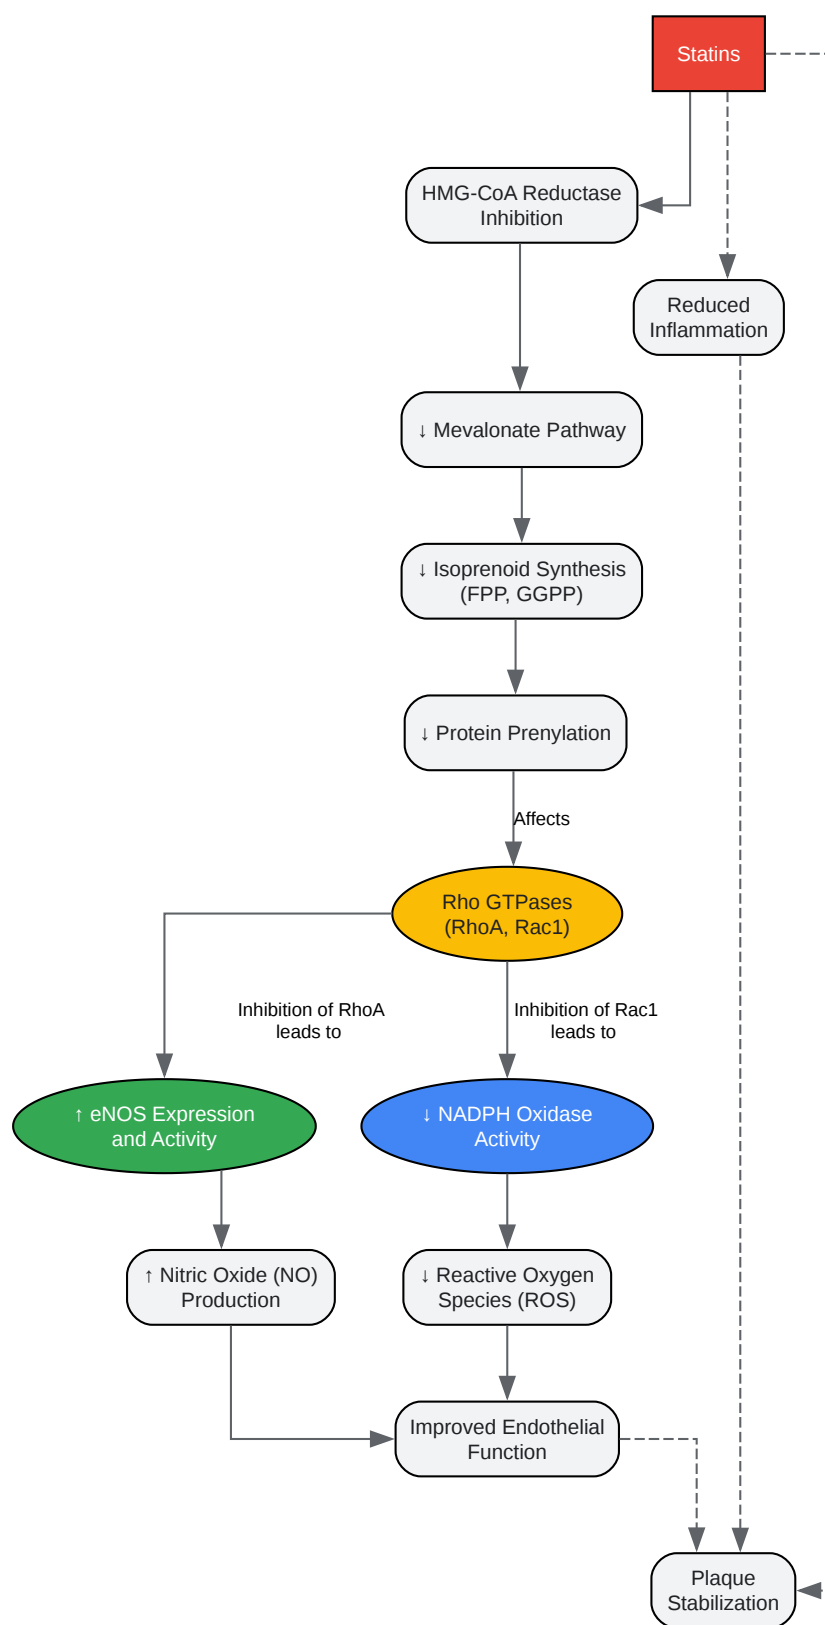 Statins
HMG-CoA Reductase
Inhibition
Reduced
Inflammation
↓ Mevalonate Pathway
↓ Isoprenoid Synthesis
(FPP, GGPP)
↓ Protein Prenylation
Affects
Rho GTPases
(RhoA, Rac1)
Inhibition of RhoA
leads to
Inhibition of Rac1
leads to
↑ eNOS Expression
and Activity
↓ NADPH Oxidase
Activity
↑ Nitric Oxide (NO)
Production
↓ Reactive Oxygen
Species (ROS)
Improved Endothelial
Function
Plaque
Stabilization